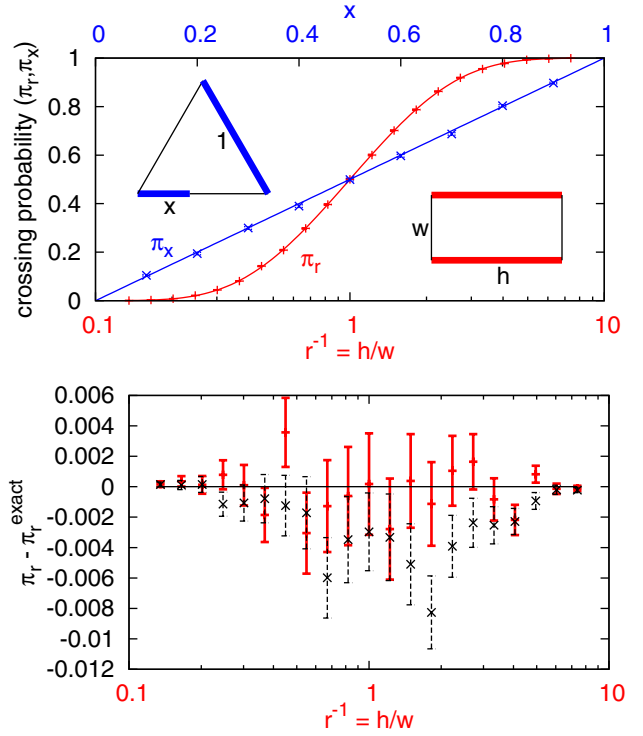 x
0 0.2 0.4 0.6 0.8 1
crossing probability (π_r,π_x)
1
0.8
0.6
0.4
0.2
0
1
x
π_x
π_r
w
h
0.1 1 10
r^-1 = h/w
π_r - π_r^exact
0.006
0.004
0.002
0
-0.002
-0.004
-0.006
-0.008
-0.01
-0.012
0.1 1 10
r^-1 = h/w